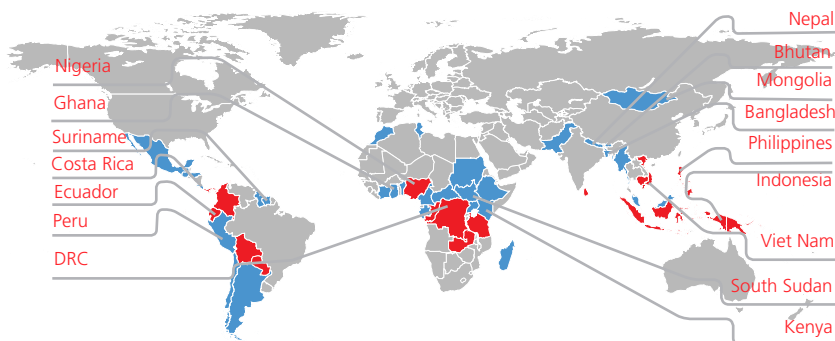 Nigeria
Ghana
Suriname
Costa Rica
Ecuador
Peru
DRC
Nepal
Bhutan
Mongolia
Bangladesh
Philippines
Indonesia
Viet Nam
South Sudan
Kenya